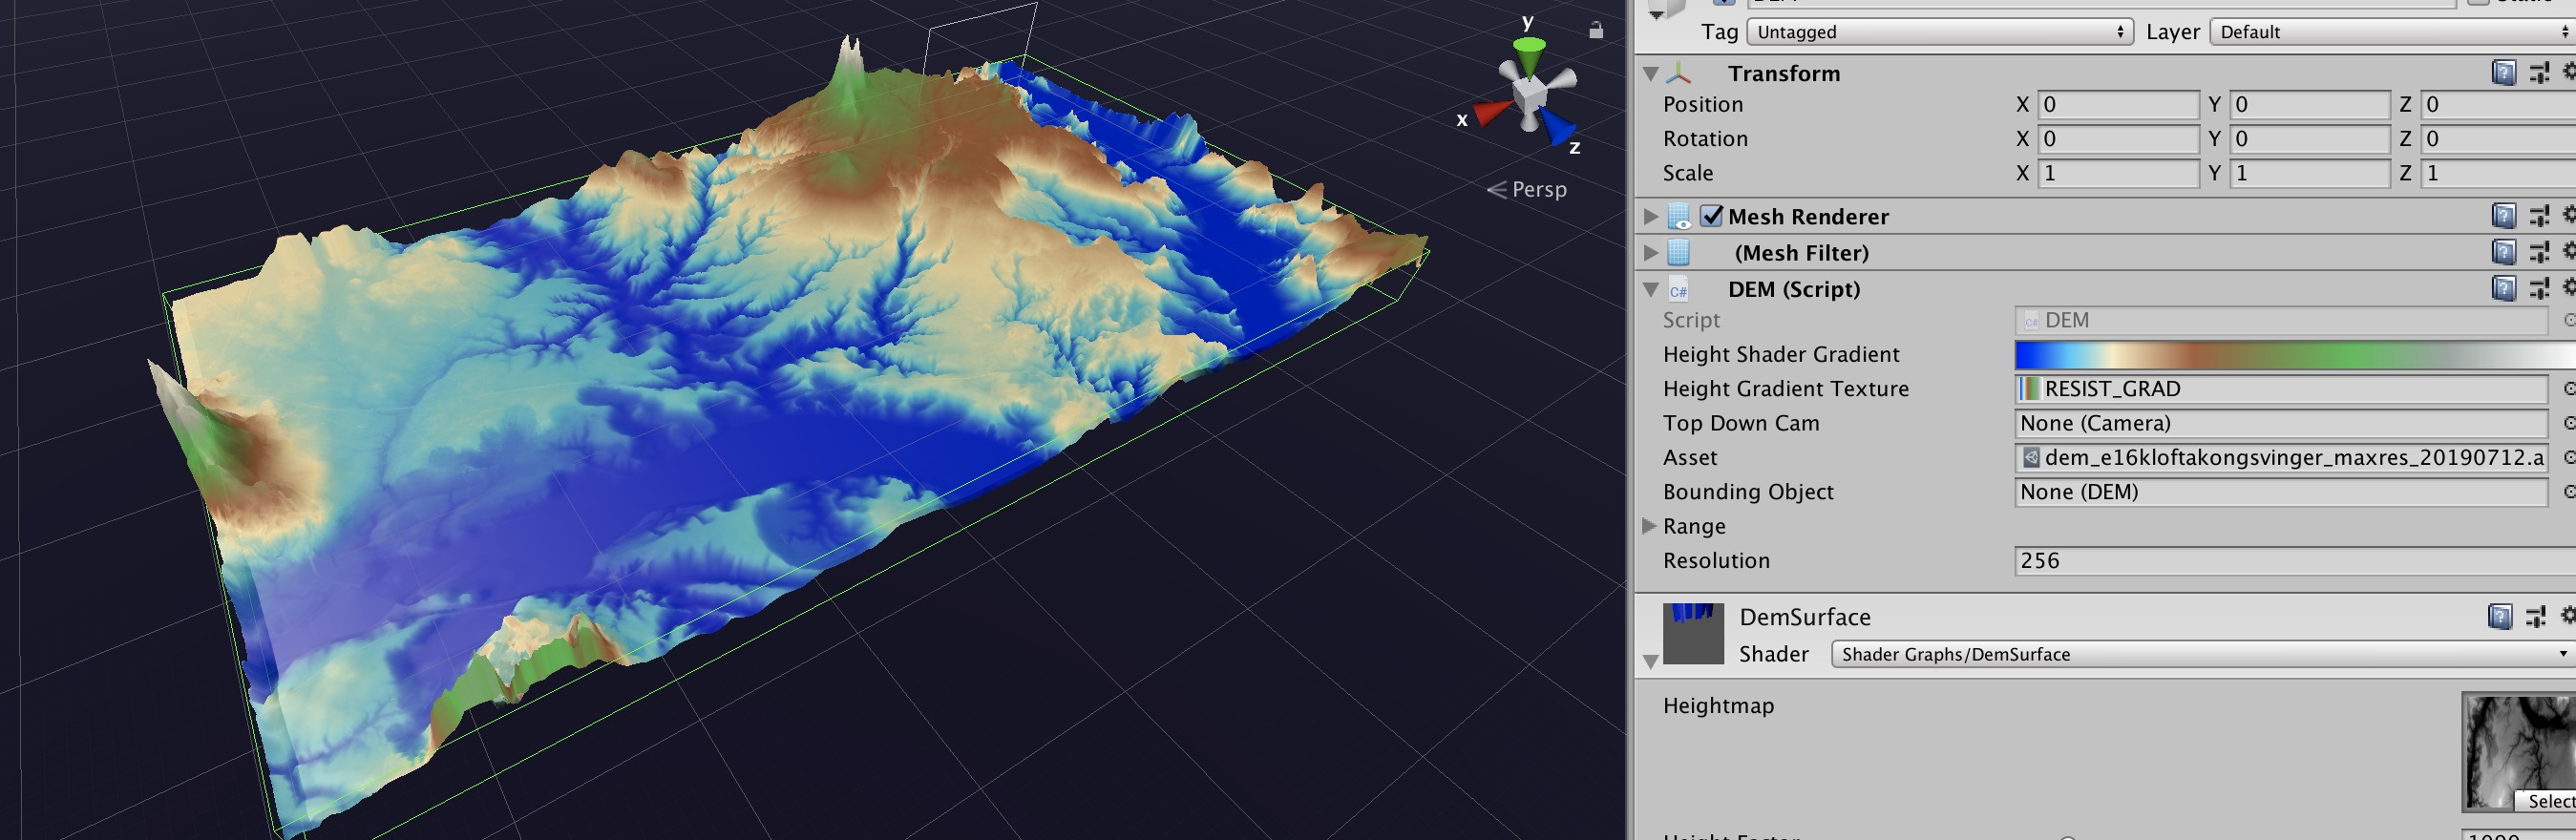 y
x
z
Persp
Tag Untagged Layer Default
Transform
Position X 0 Y 0 Z 0
Rotation X 0 Y 0 Z 0
Scale X 1 Y 1 Z 1
Mesh Renderer
(Mesh Filter)
DEM (Script)
C#
Script DEM
Height Shader Gradient
Height Gradient Texture RESIST_GRAD
Top Down Cam None (Camera)
Asset dem_e16kloftakongsvinger_maxres_20190712.a
Bounding Object None (DEM)
Range
Resolution 256
DemSurface
Shader Shader Graphs/DemSurface
Heightmap
Select